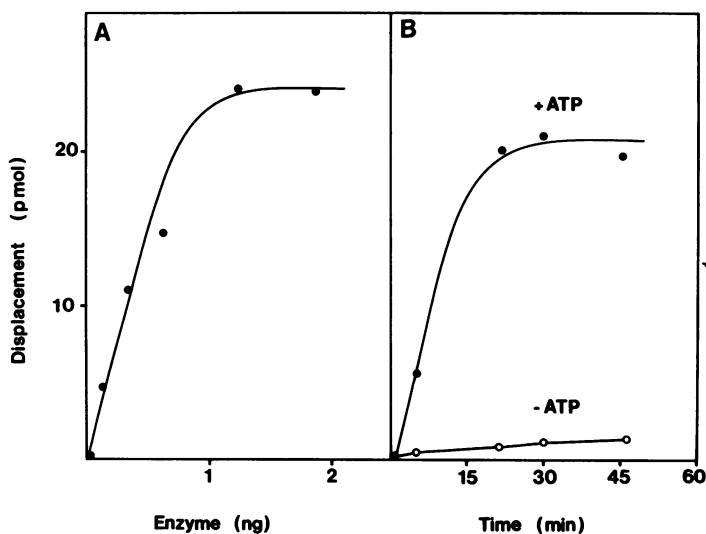 A
B
+ATP
20
10
- ATP
1
2
15
30
45
60
Displacement (pmol)
Enzyme (ng)
Time (min)